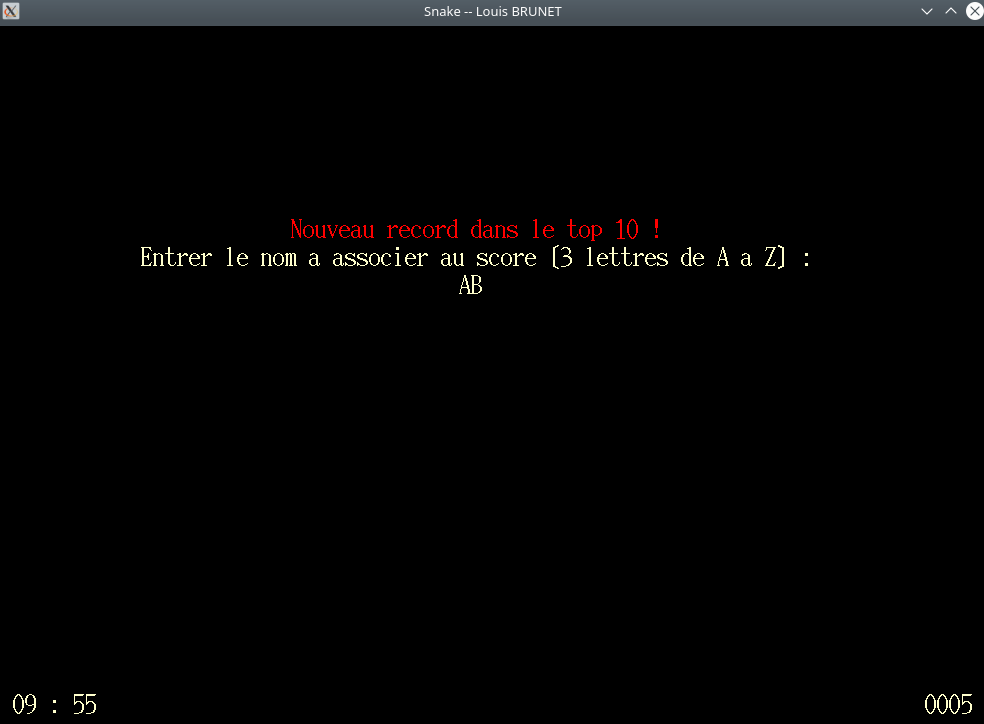 Snake -- Louis BRUNET
Nouveau record dans le top 10 !
Entrer le nom a associer au score (3 lettres de A a Z) :
AB
09 : 55
0005